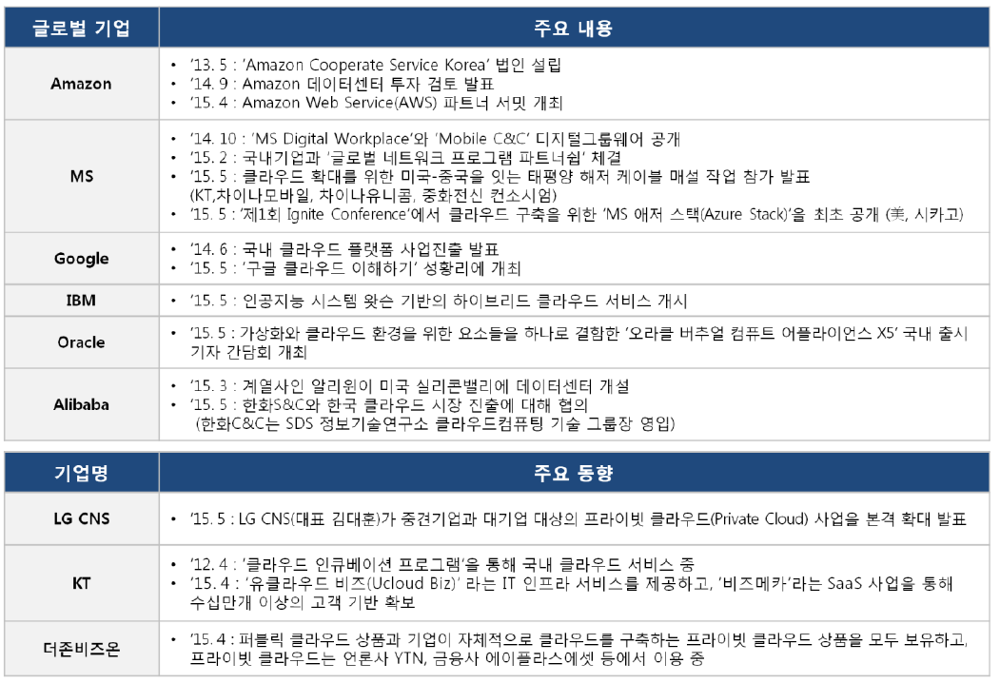 글로벌 기업 주요 내용
Amazon
• '13. 5 : 'Amazon Cooperate Service Korea' 법인 설립
• '14. 9 : Amazon 데이터센터 투자 검토 발표
• '15. 4 : Amazon Web Service(AWS) 파트너 서밋 개최
MS
• '14. 10 : 'MS Digital Workplace'와 'Mobile C&C' 디지털그룹웨어 공개
• '15. 2 : 국내기업과 '글로벌 네트워크 프로그램 파트너쉽' 체결
• '15. 5 : 클라우드 확대를 위한 미국-중국을 잇는 태평양 해저 케이블 매설 작업 참가 발표
(KT,차이나모바일, 차이나유니콤, 중화전신 컨소시엄)
• '15. 5 : '제1회 Ignite Conference'에서 클라우드 구축을 위한 'MS 애저 스택(Azure Stack)'을 최초 공개 (美, 시카고)
Google
• '14. 6 : 국내 클라우드 플랫폼 사업진출 발표
• '15. 5 : '구글 클라우드 이해하기' 성황리에 개최
IBM
• '15. 5 : 인공지능 시스템 왓슨 기반의 하이브리드 클라우드 서비스 개시
Oracle
• '15. 5 : 가상화와 클라우드 환경을 위한 요소들을 하나로 결합한 '오라클 버추얼 컴퓨트 어플라이언스 X5' 국내 출시
기자 간담회 개최
Alibaba
• '15. 3 : 계열사인 알리윈이 미국 실리콘밸리에 데이터센터 개설
• '15. 5 : 한화S&C와 한국 클라우드 시장 진출에 대해 협의
(한화C&C는 SDS 정보기술연구소 클라우드컴퓨팅 기술 그룹장 영입)
기업명 주요 동향
LG CNS
• '15. 5 : LG CNS(대표 김대훈)가 중견기업과 대기업 대상의 프라이빗 클라우드(Private Cloud) 사업을 본격 확대 발표
KT
• '12. 4 : '클라우드 인큐베이션 프로그램'을 통해 국내 클라우드 서비스 중
• '15. 4 : '유클라우드 비즈(Ucloud Biz)' 라는 IT 인프라 서비스를 제공하고, '비즈메카'라는 SaaS 사업을 통해
수십만개 이상의 고객 기반 확보
더존비즈온
• '15. 4 : 퍼블릭 클라우드 상품과 기업이 자체적으로 클라우드를 구축하는 프라이빗 클라우드 상품을 모두 보유하고,
프라이빗 클라우드는 언론사 YTN, 금융사 에이플라스에셋 등에서 이용 중